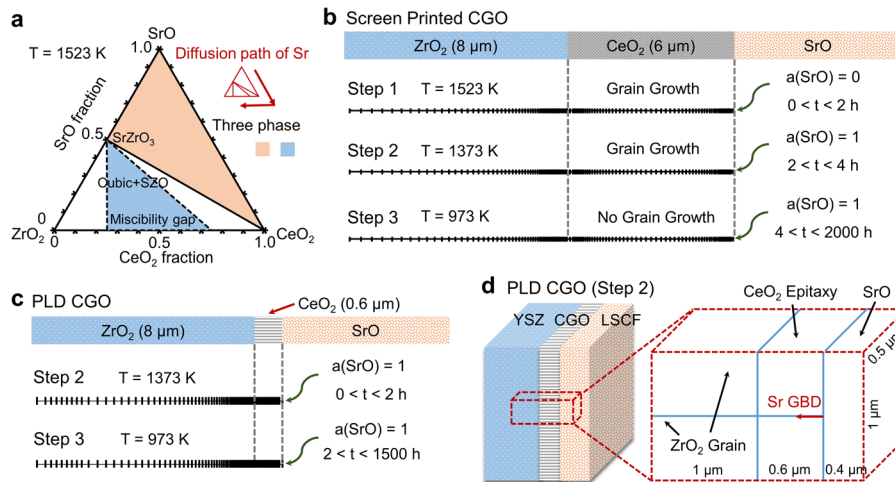 a
T = 1523 K
1.0
Diffusion path of Sr
SrO fraction
0.5
SrZrO₃
Three phase
Cubic+SZO
Miscibility gap
0
ZrO₂
0
0.5
1.0
CeO₂
CeO₂ fraction
b Screen Printed CGO
ZrO₂ (8 μm) CeO₂ (6 μm) SrO
Step 1 T = 1523 K Grain Growth a(SrO) = 0
0 < t < 2 h
Step 2 T = 1373 K Grain Growth a(SrO) = 1
2 < t < 4 h
Step 3 T = 973 K No Grain Growth a(SrO) = 1
4 < t < 2000 h
c PLD CGO
CeO₂ (0.6 μm)
ZrO₂ (8 μm) SrO
Step 2 T = 1373 K a(SrO) = 1
0 < t < 2 h
Step 3 T = 973 K a(SrO) = 1
2 < t < 1500 h
d PLD CGO (Step 2)
YSZ CGO LSCF
CeO₂ Epitaxy
SrO
0.5 μm
1 μm
Sr GBD
ZrO₂ Grain
1 μm 0.6 μm 0.4 μm